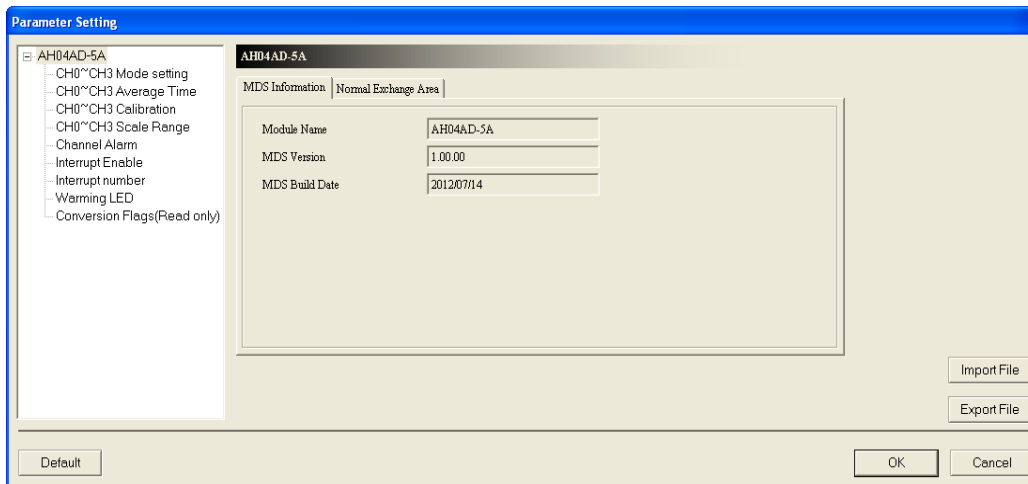 Parameter Setting
AH04AD-5A
CH0~CH3 Mode setting
CH0~CH3 Average Time
CH0~CH3 Calibration
CH0~CH3 Scale Range
Channel Alarm
Interrupt Enable
Interrupt number
Warming LED
Conversion Flags(Read only)
AH04AD-5A
MDS Information Normal Exchange Area
Module Name AH04AD-5A
MDS Version 1.00.00
MDS Build Date 2012/07/14
Import File
Export File
Default OK Cancel